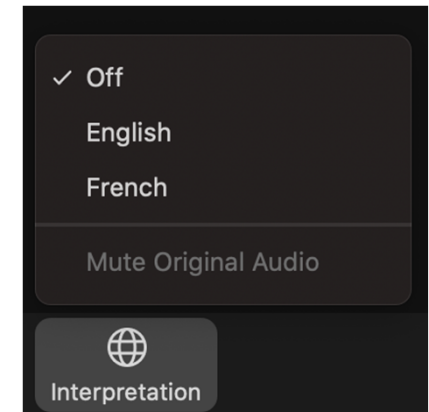 Off
English
French
Mute Original Audio
Interpretation